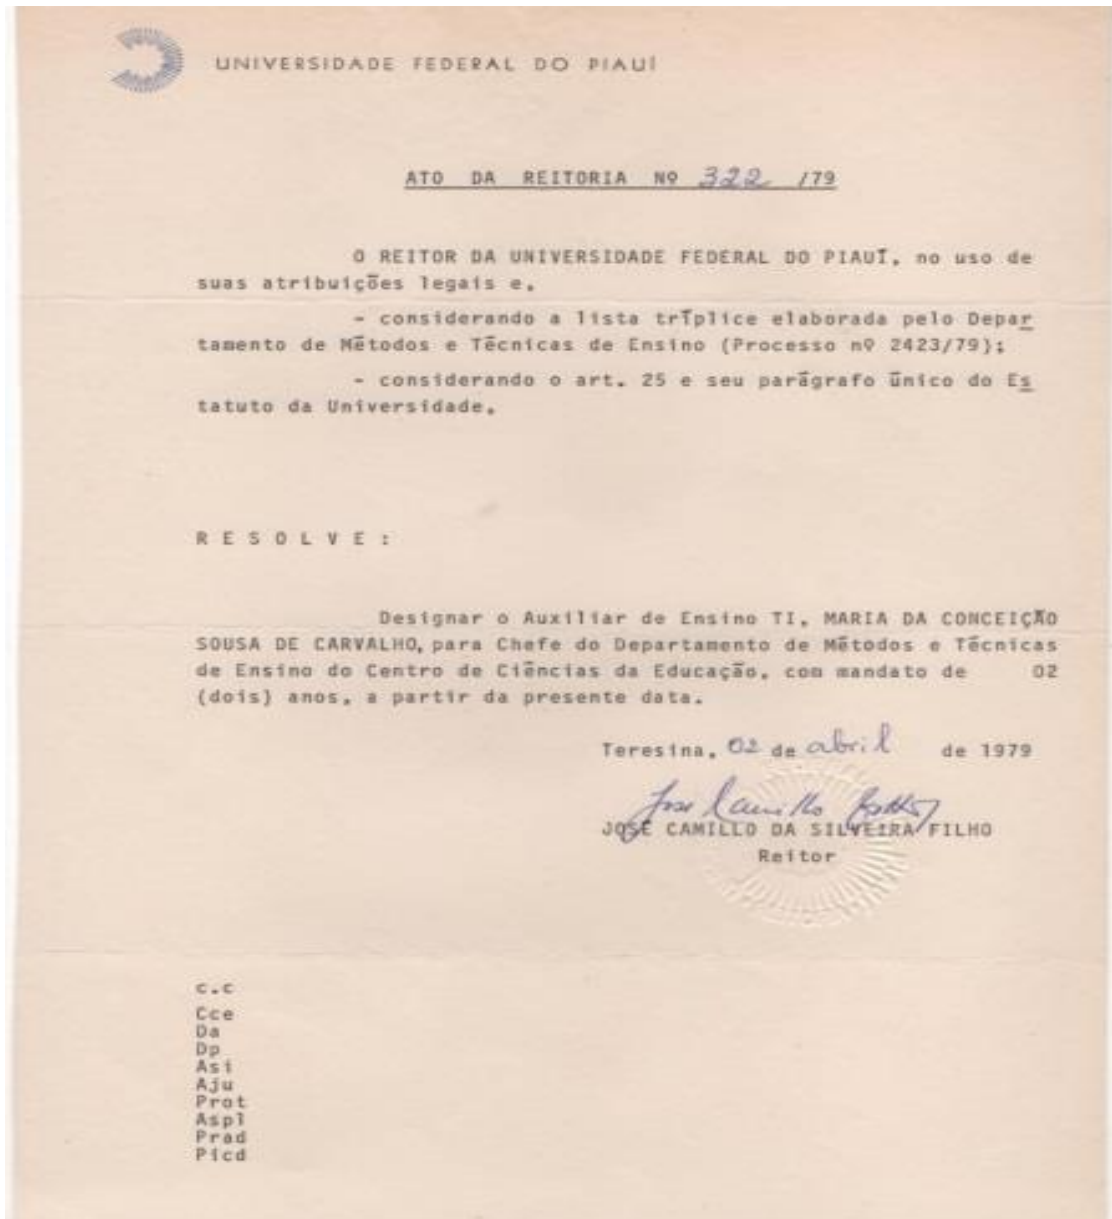 UNIVERSIDADE FEDERAL DO PIAUÍ
ATO DA REITORIA Nº 322 /79
O REITOR DA UNIVERSIDADE FEDERAL DO PIAUÍ, no uso de
suas atribuições legais e,
- considerando a lista tríplice elaborada pelo Depar
tamento de Métodos e Técnicas de Ensino (Processo nº 2423/79);
- considerando o art. 25 e seu parágrafo único do Es
tatuto da Universidade,
R E S O L V E :
Designar o Auxiliar de Ensino TI, MARIA DA CONCEIÇÃO
SOUSA DE CARVALHO, para Chefe do Departamento de Métodos e Técnicas
de Ensino do Centro de Ciências da Educação, com mandato de 02
(dois) anos, a partir da presente data.
Teresina, 02 de abril de 1979
José Camillo
JOSÉ CAMILLO DA SILVEIRA FILHO
Reitor
c.c
Cce
Da
Dp
Asi
Aju
Prot
Aspl
Prad
Picd